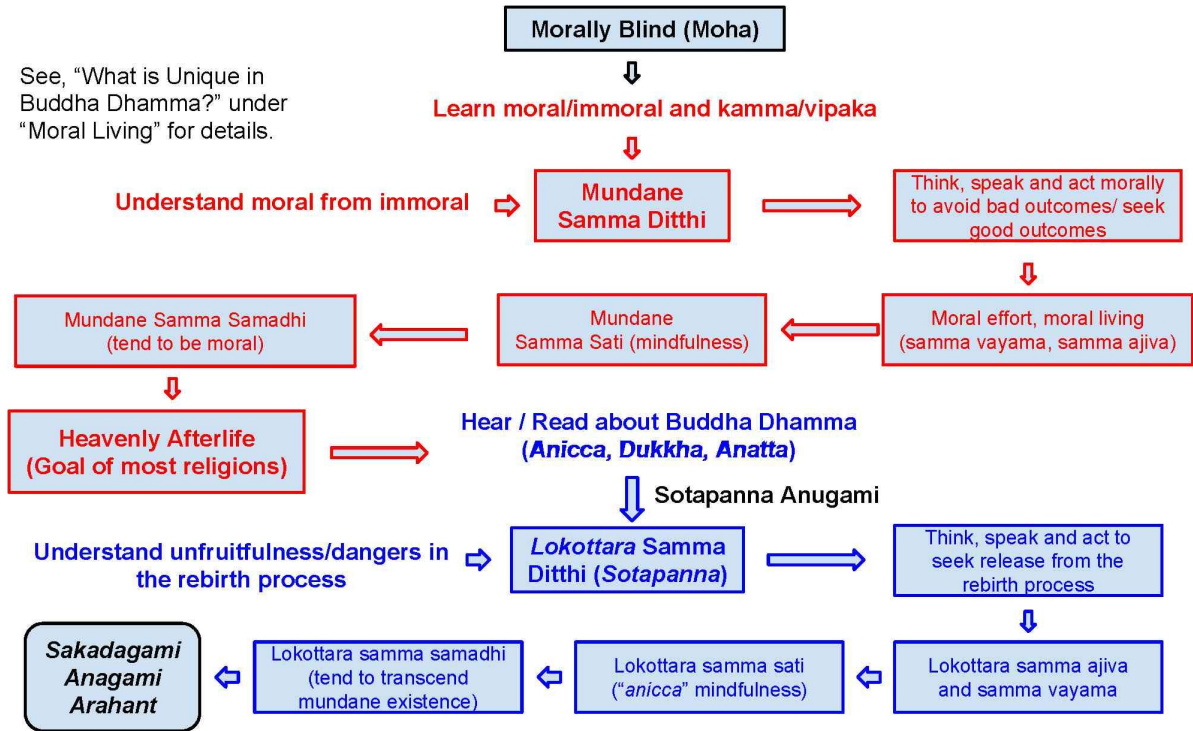 Morally Blind (Moha)
See, “What is Unique in
Buddha Dhamma?” under
“Moral Living” for details.
Learn moral/immoral and kamma/vipaka
Understand moral from immoral
Mundane
Samma Ditthi
Think, speak and act morally
to avoid bad outcomes/ seek
good outcomes
Moral effort, moral living
(samma vayama, samma ajiva)
Mundane
Samma Sati (mindfulness)
Mundane Samma Samadhi
(tend to be moral)
Heavenly Afterlife
(Goal of most religions)
Hear / Read about Buddha Dhamma
(Anicca, Dukkha, Anatta)
Sotapanna Anugami
Understand unfruitfulness/dangers in
the rebirth process
Lokottara Samma
Ditthi (Sotapanna)
Think, speak and act to
seek release from the
rebirth process
Lokottara samma ajiva
and samma vayama
Lokottara samma sati
(“anicca” mindfulness)
Lokottara samma samadhi
(tend to transcend
mundane existence)
Sakadagami
Anagami
Arahant